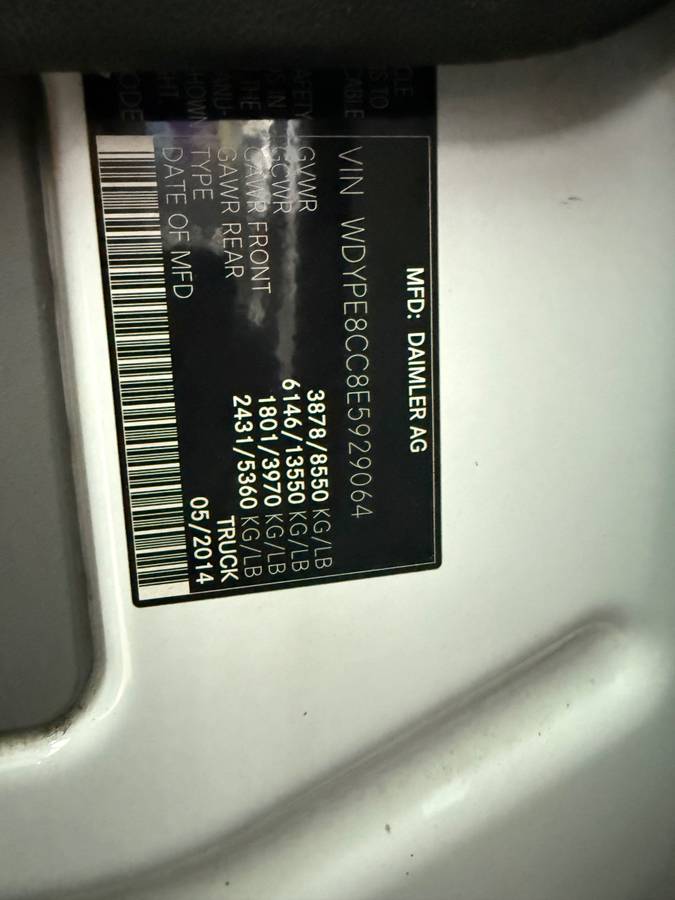 MFD: DAIMLER AG
VIN WDYPE8CC8E5929064
GVWR 3878/8550 KG/LB
GCWR 6146/13550 KG/LB
GAWR FRONT 1801/3970 KG/LB
GAWR REAR 2431/5360 KG/LB
TYPE TRUCK
DATE OF MFD 05/2014